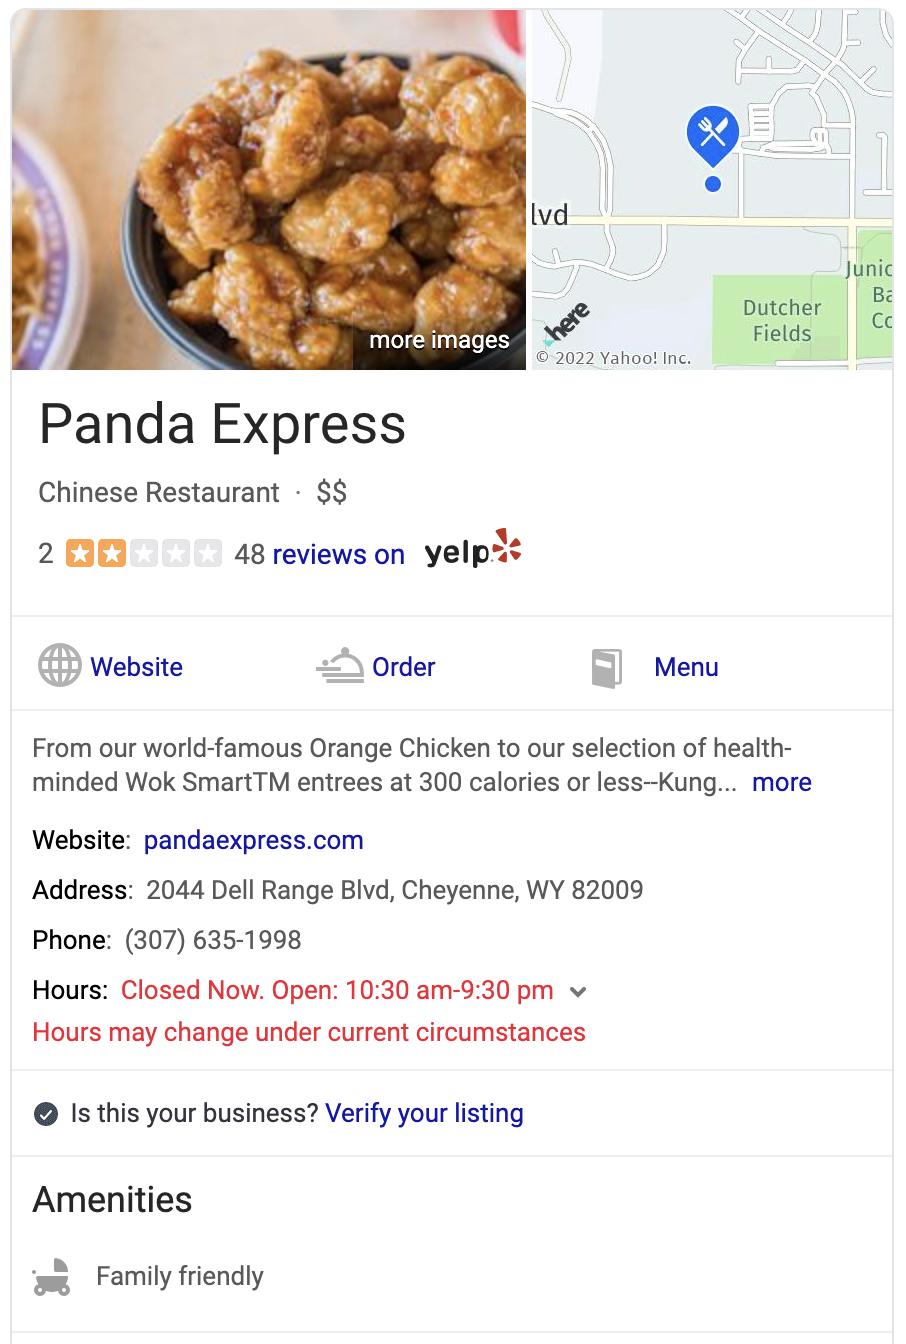 more images
lvd
Dutcher
Fields
Junic
Ba
Co
here
© 2022 Yahoo! Inc.
Panda Express
Chinese Restaurant · $$
2 48 reviews on yelp
Website Order Menu
From our world-famous Orange Chicken to our selection of health-
minded Wok SmartTM entrees at 300 calories or less--Kung... more
Website: pandaexpress.com
Address: 2044 Dell Range Blvd, Cheyenne, WY 82009
Phone: (307) 635-1998
Hours: Closed Now. Open: 10:30 am-9:30 pm
Hours may change under current circumstances
Is this your business? Verify your listing
Amenities
Family friendly